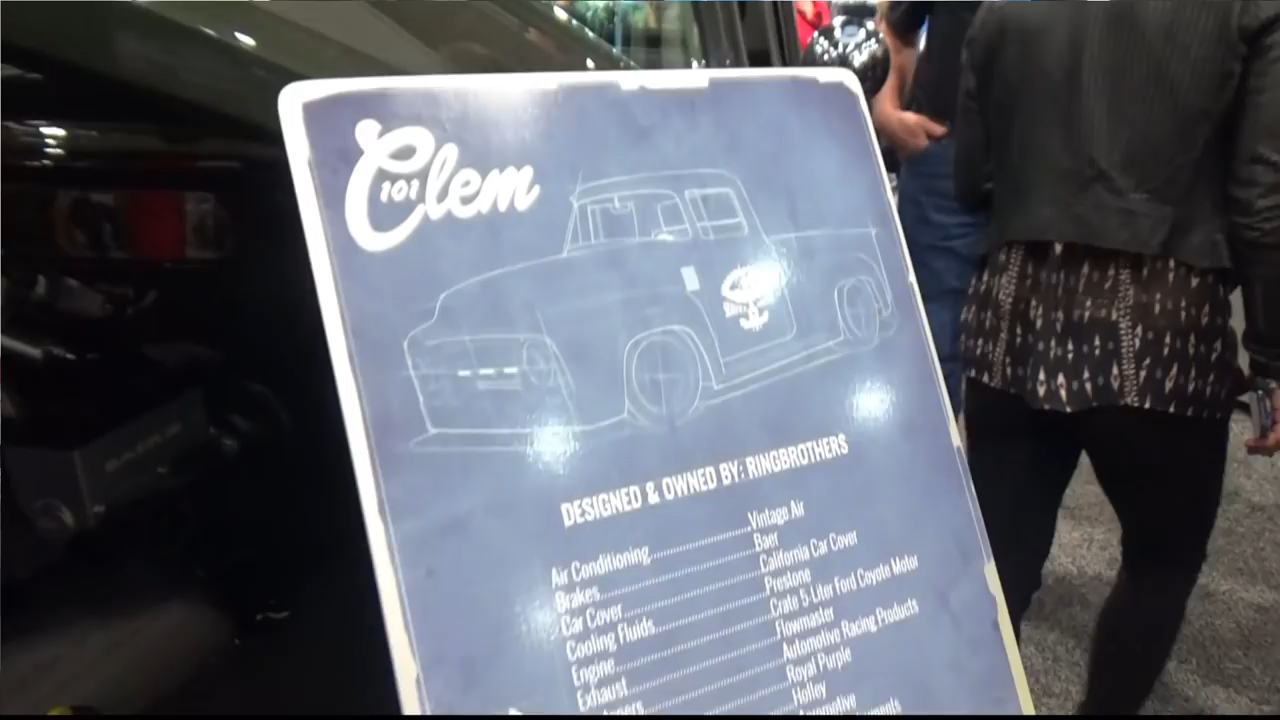 Clem
101
DESIGNED & OWNED BY: RINGBROTHERS
Air Conditioning..........Vintage Air
Brakes..........Baer
Car Cover..........California Car Cover
Cooling Fluids..........Prestone
Engine..........Crate 5-Liter Ford Coyote Motor
Exhaust..........Flowmaster
Automotive Racing Products
Royal Purple
Holley
Automotive